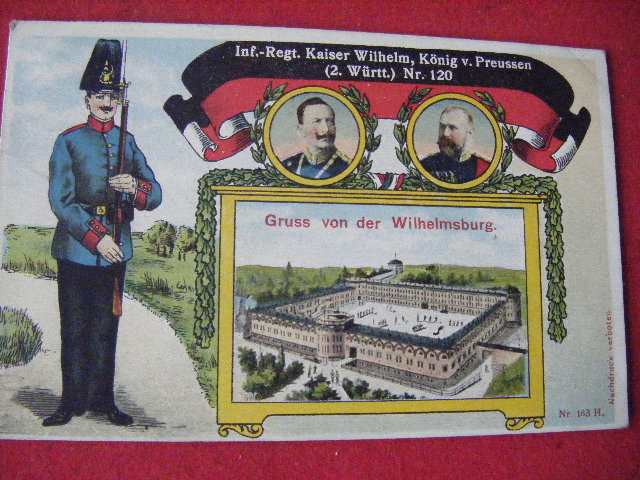 Inf.-Regt. Kaiser Wilhelm, König v. Preussen
(2. Württ.) Nr. 120
Gruss von der Wilhelmsburg.
Nachdruck verboten
Nr. 163 H.